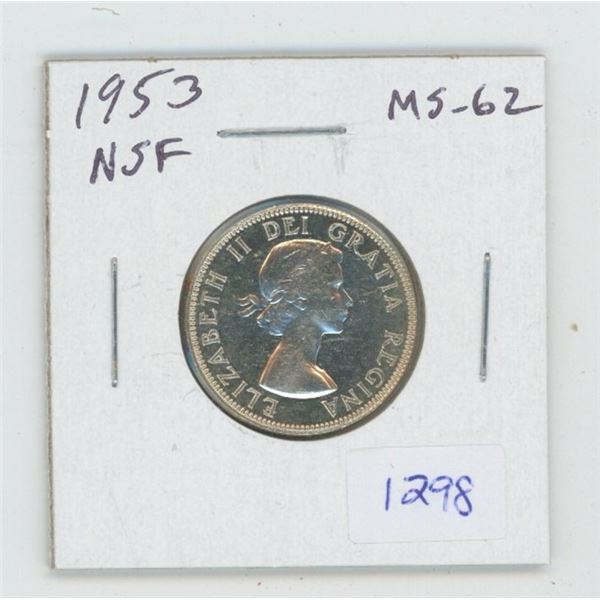 1953
MS-62
NSF
ELIZABETH II DEI GRATIA REGINA
1298